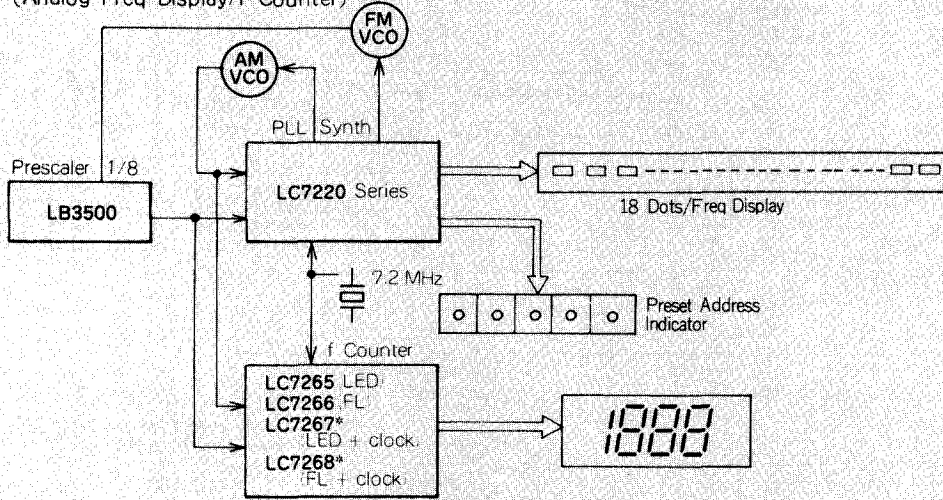 (Analog Freq Display/F Counter)
FM
VCO
AM
VCO
PLL Synth
Prescaler 1/8
LB3500
LC7220 Series
18 Dots/Freq Display
7.2 MHz
Preset Address
Indicator
f Counter
LC7265 LED
LC7266 FL
LC7267*
LED + clock
LC7268*
FL + clock
1888